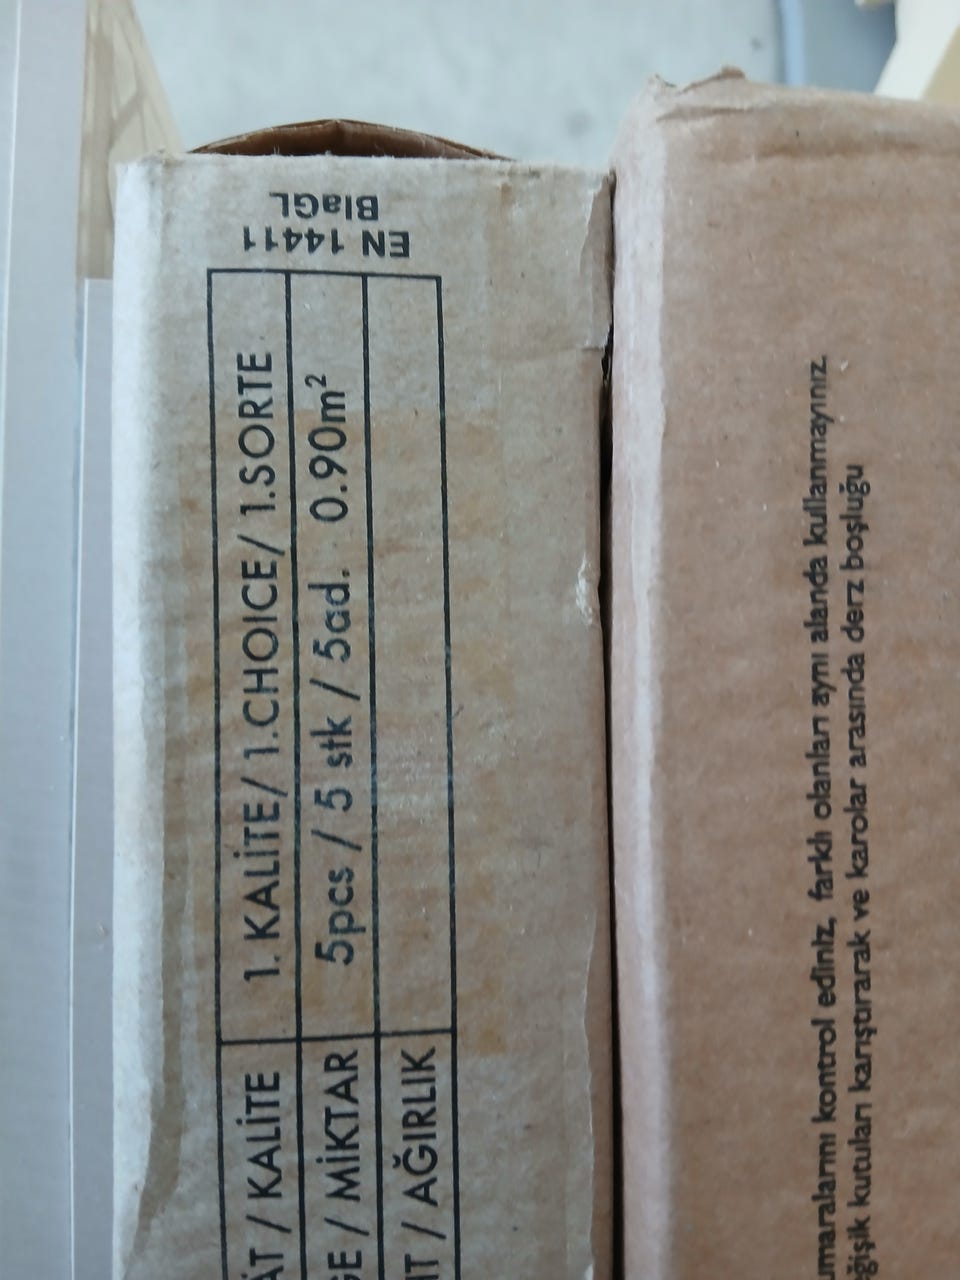 EN 14411
BIaGL
ÄT / KALİTE 1. KALİTE/ 1.CHOICE/ 1.SORTE
GE / MİKTAR 5pcs / 5 stk / 5ad. 0.90m²
HT / AĞIRLIK
umaralarını kontrol ediniz, farklı olanları aynı alanda kullanmayınız.
ğişik kutuları karıştırarak ve karolar arasında derz boşluğu